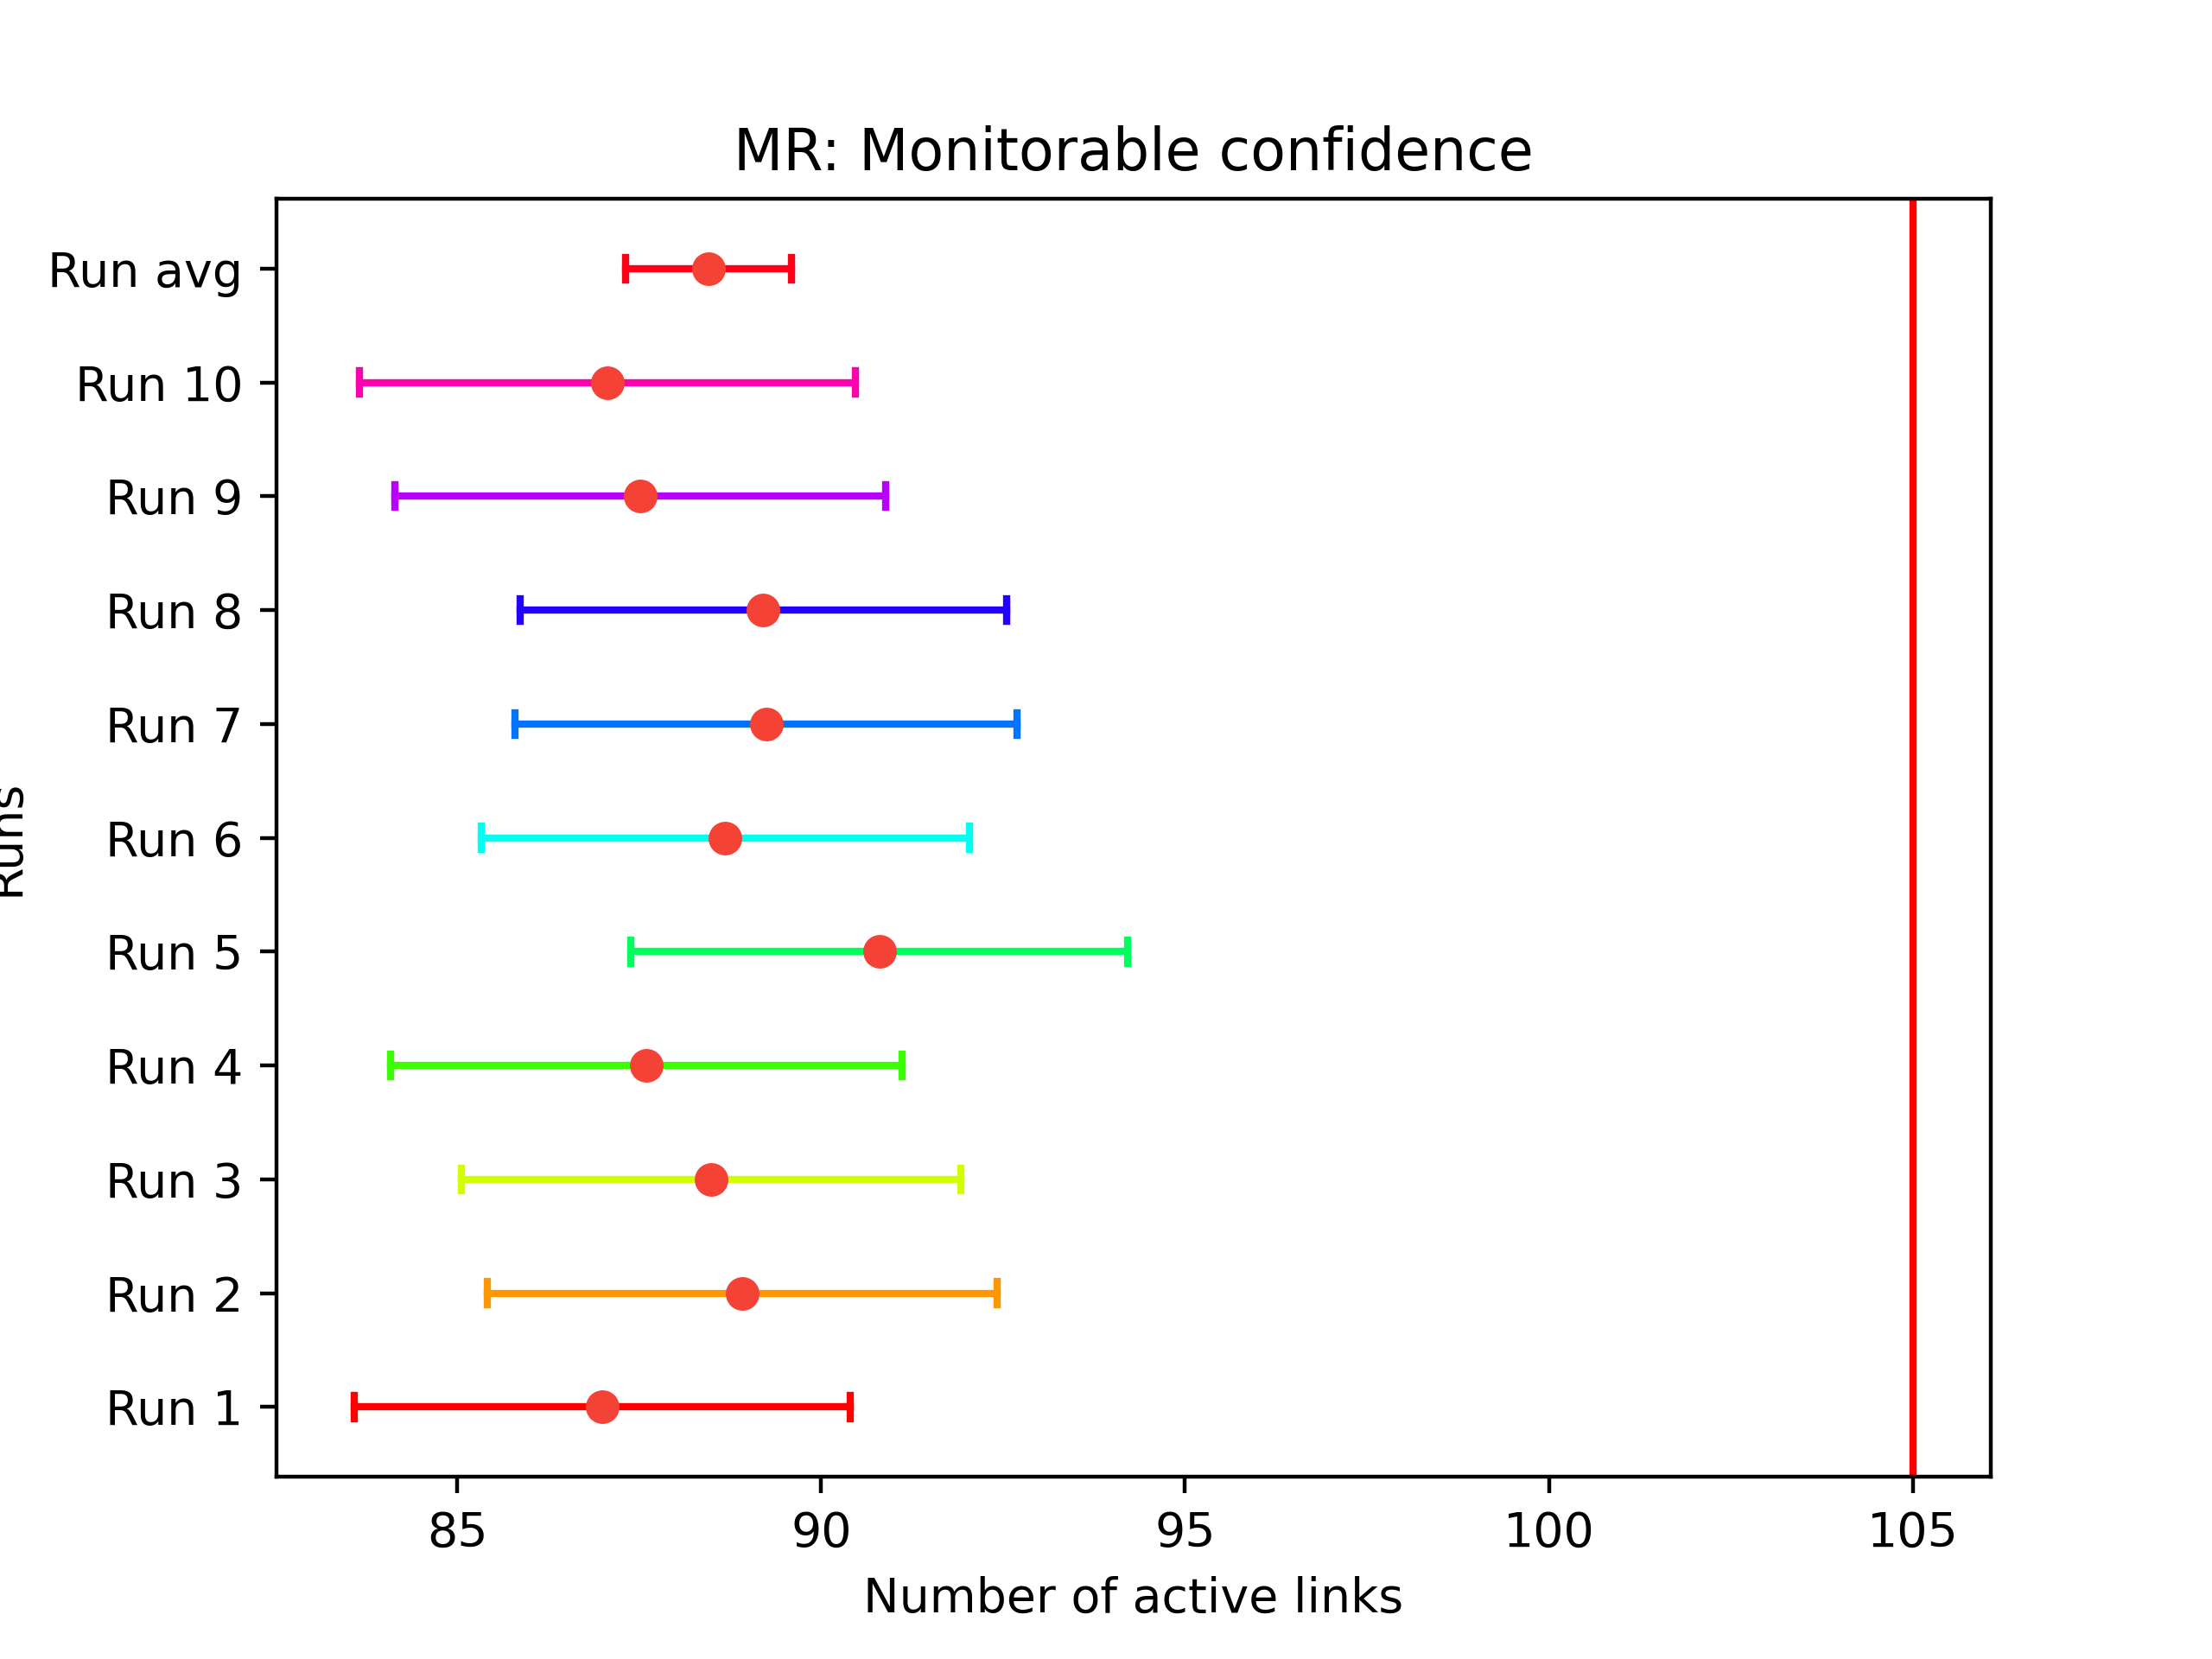 MR: Monitorable confidence
Run avg
Run 10
Run 9
Run 8
Run 7
Run 6
Run 5
Run 4
Run 3
Run 2
Run 1
Runs
85 90 95 100 105
Number of active links